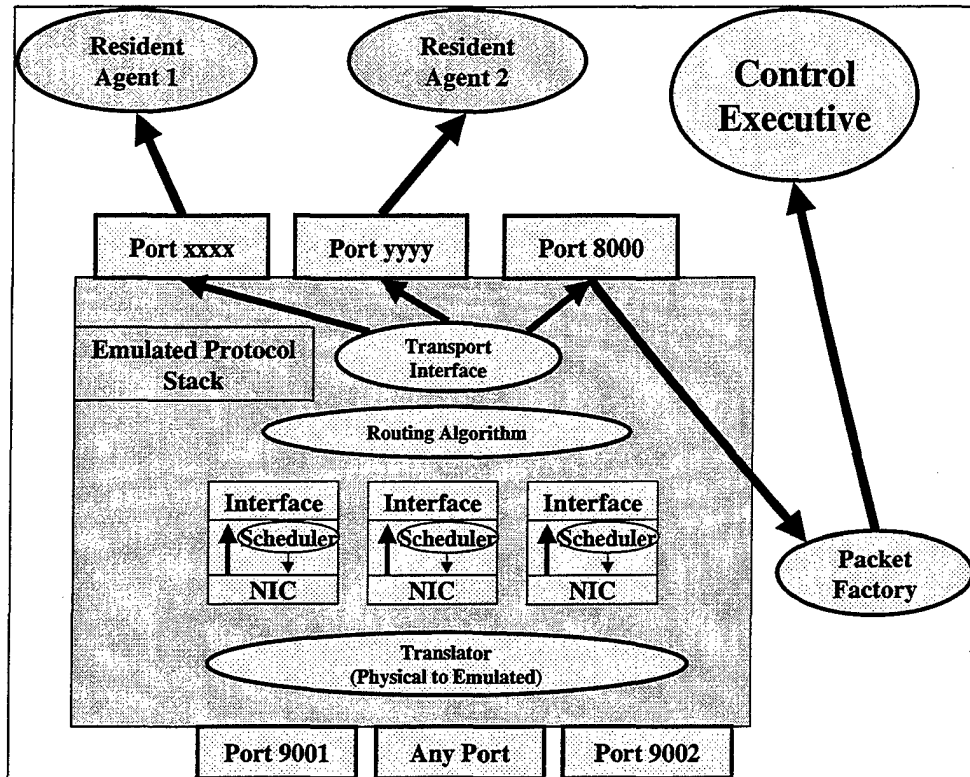 Resident
Agent 1
Resident
Agent 2
Control
Executive
Port xxxx
Port yyyy
Port 8000
Emulated Protocol
Stack
Transport
Interface
Routing Algorithm
Interface
Scheduler
NIC
Interface
Scheduler
NIC
Interface
Scheduler
NIC
Packet
Factory
Translator
(Physical to Emulated)
Port 9001
Any Port
Port 9002